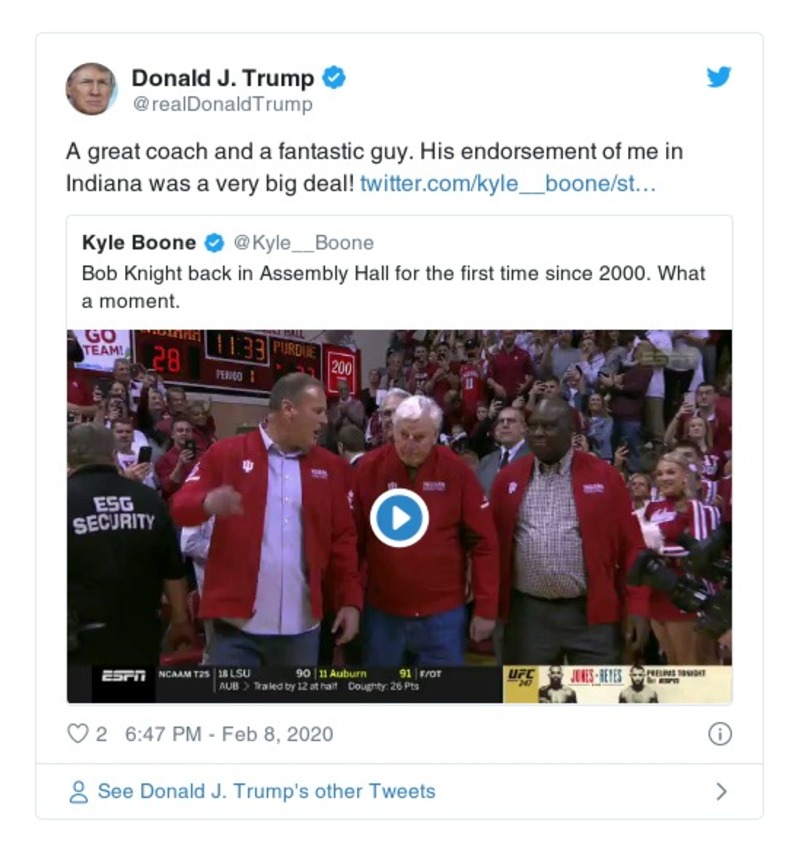 Donald J. Trump
@realDonaldTrump
A great coach and a fantastic guy. His endorsement of me in
Indiana was a very big deal! twitter.com/kyle__boone/st…
Kyle Boone @Kyle__Boone
Bob Knight back in Assembly Hall for the first time since 2000. What
a moment.
GO
TEAM!
28
11:33
PURDUE
PERIOD 1
200
ESG
SECURITY
ESPN
NCAAM T25
18 LSU 90 11 Auburn 91 F/OT
AUB > Trailed by 12 at half Doughty: 26 Pts
UFC
247
JONES - REYES
PRELIMS TONIGHT
2 6:47 PM - Feb 8, 2020
See Donald J. Trump's other Tweets